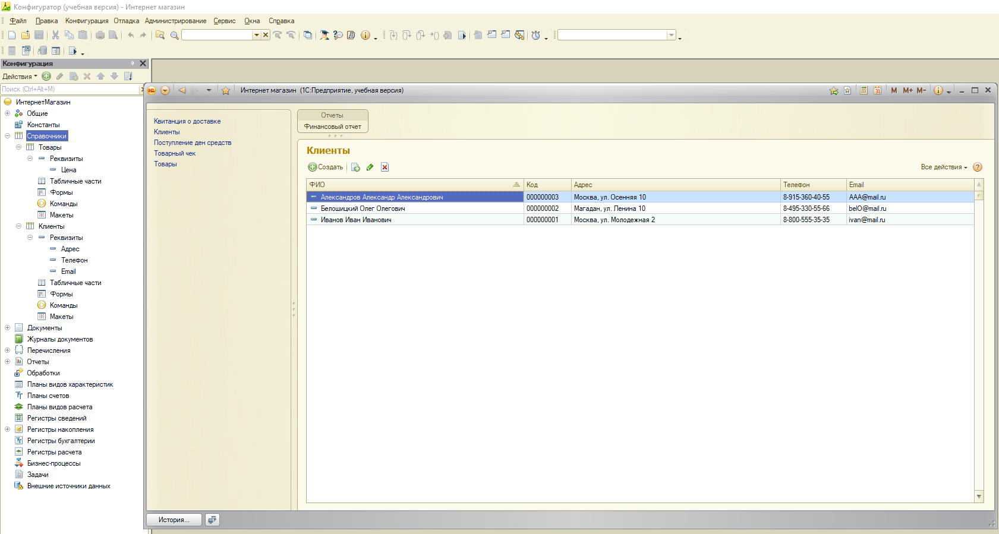 Конфигуратор (учебная версия) - Интернет магазин
Файл Правка Конфигурация Отладка Администрирование Сервис Окна Справка
Конфигурация
Действия
Поиск (Ctrl+Alt+M)
ИнтернетМагазин
Общие
Константы
Справочники
Товары
Реквизиты
Цена
Табличные части
Формы
Команды
Макеты
Клиенты
Реквизиты
Адрес
Телефон
Email
Табличные части
Формы
Команды
Макеты
Документы
Журналы документов
Перечисления
Отчеты
Обработки
Планы видов характеристик
Планы счетов
Планы видов расчета
Регистры сведений
Регистры накопления
Регистры бухгалтерии
Регистры расчета
Бизнес-процессы
Задачи
Внешние источники данных
Интернет магазин (1С:Предприятие, учебная версия)
31 M M+ M-
Квитанция о доставке
Клиенты
Поступление ден средств
Товарный чек
Товары
Отчеты
Финансовый отчет
Клиенты
Создать
Все действия
ФИО Код Адрес Телефон Email
Александров Александр Александрович 000000003 Москва, ул. Осенняя 10 8-915-360-40-55 AAA@mail.ru
Белошицкий Олег Олегович 000000002 Магадан, ул. Ленина 10 8-495-330-55-66 belO@mail.ru
Иванов Иван Иванович 000000001 Москва, ул. Молодежная 2 8-800-555-35-35 ivan@mail.ru
История...